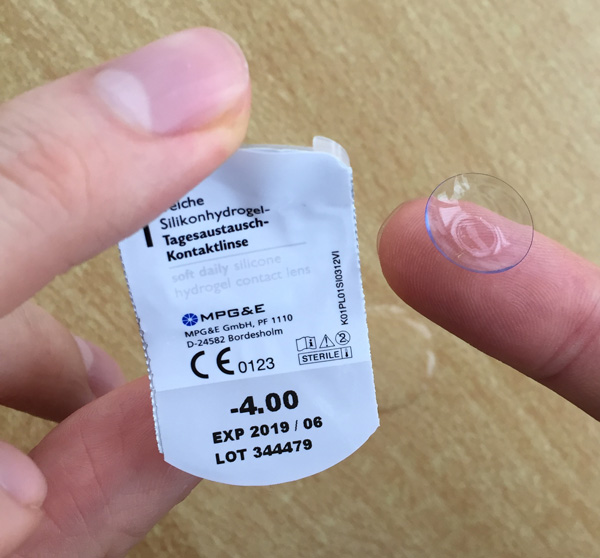 Silikonhydrogel-
Tagesaustausch-
Kontaktlinse
soft daily silicone
hydrogel contact lens
MPG&E
MPG&E GmbH, PF 1110
D-24582 Bordesholm
CE 0123
STERILE
K01PL01SI0312VI
-4.00
EXP 2019 / 06
LOT 344479